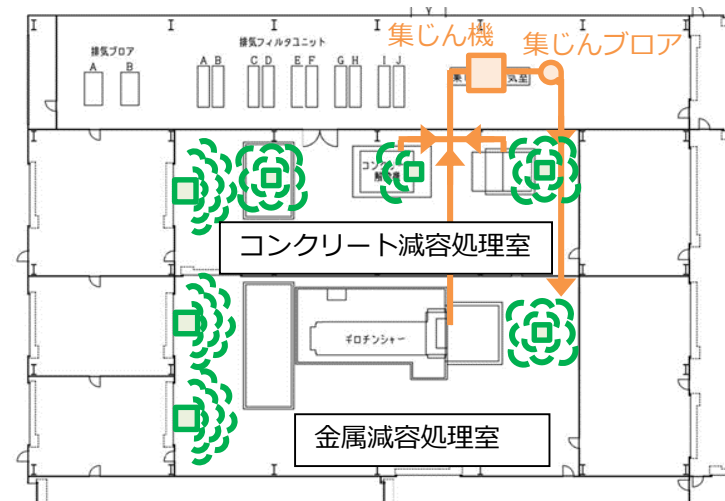 集じん機
集じんブロア
排気ブロア
A B
排気フィルタユニット
A B C D E F G H I J
コンクリート減容処理室
ギロチンシャー
金属減容処理室